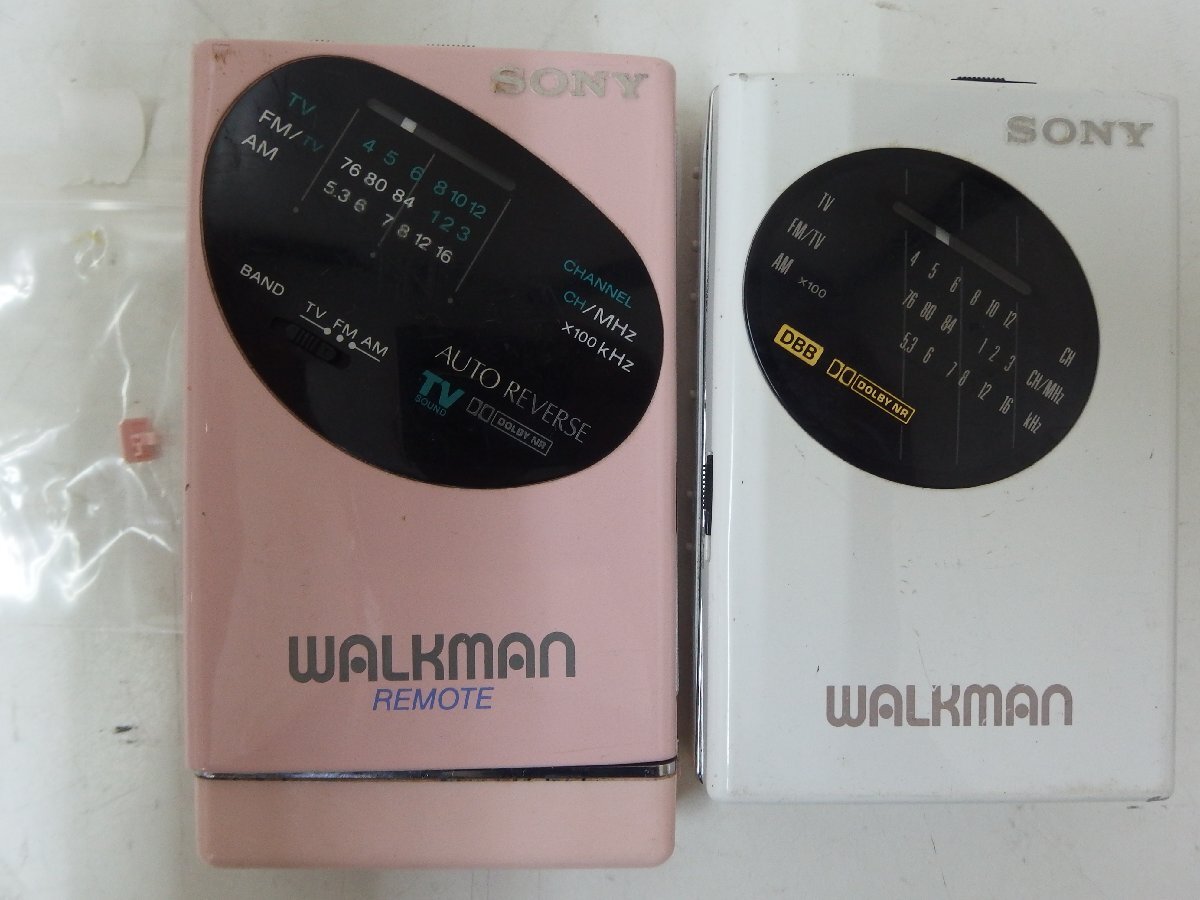 SONY
TV
FM/TV
AM
4 5 6 8 10 12
76 80 84 1 2 3
5.3 6 7 8 12 16
CHANNEL
CH/MHz
X100 kHz
BAND
TV FM AM
AUTO REVERSE
TV
SOUND
DOLBY NR
WALKMAN
REMOTE
SONY
TV
FM/TV
AM X100
4 5 6 8 10 12
CH
76 80 84 1 2 3
CH/MHz
5.3 6 7 8 12 16
kHz
DBB
DOLBY NR
WALKMAN